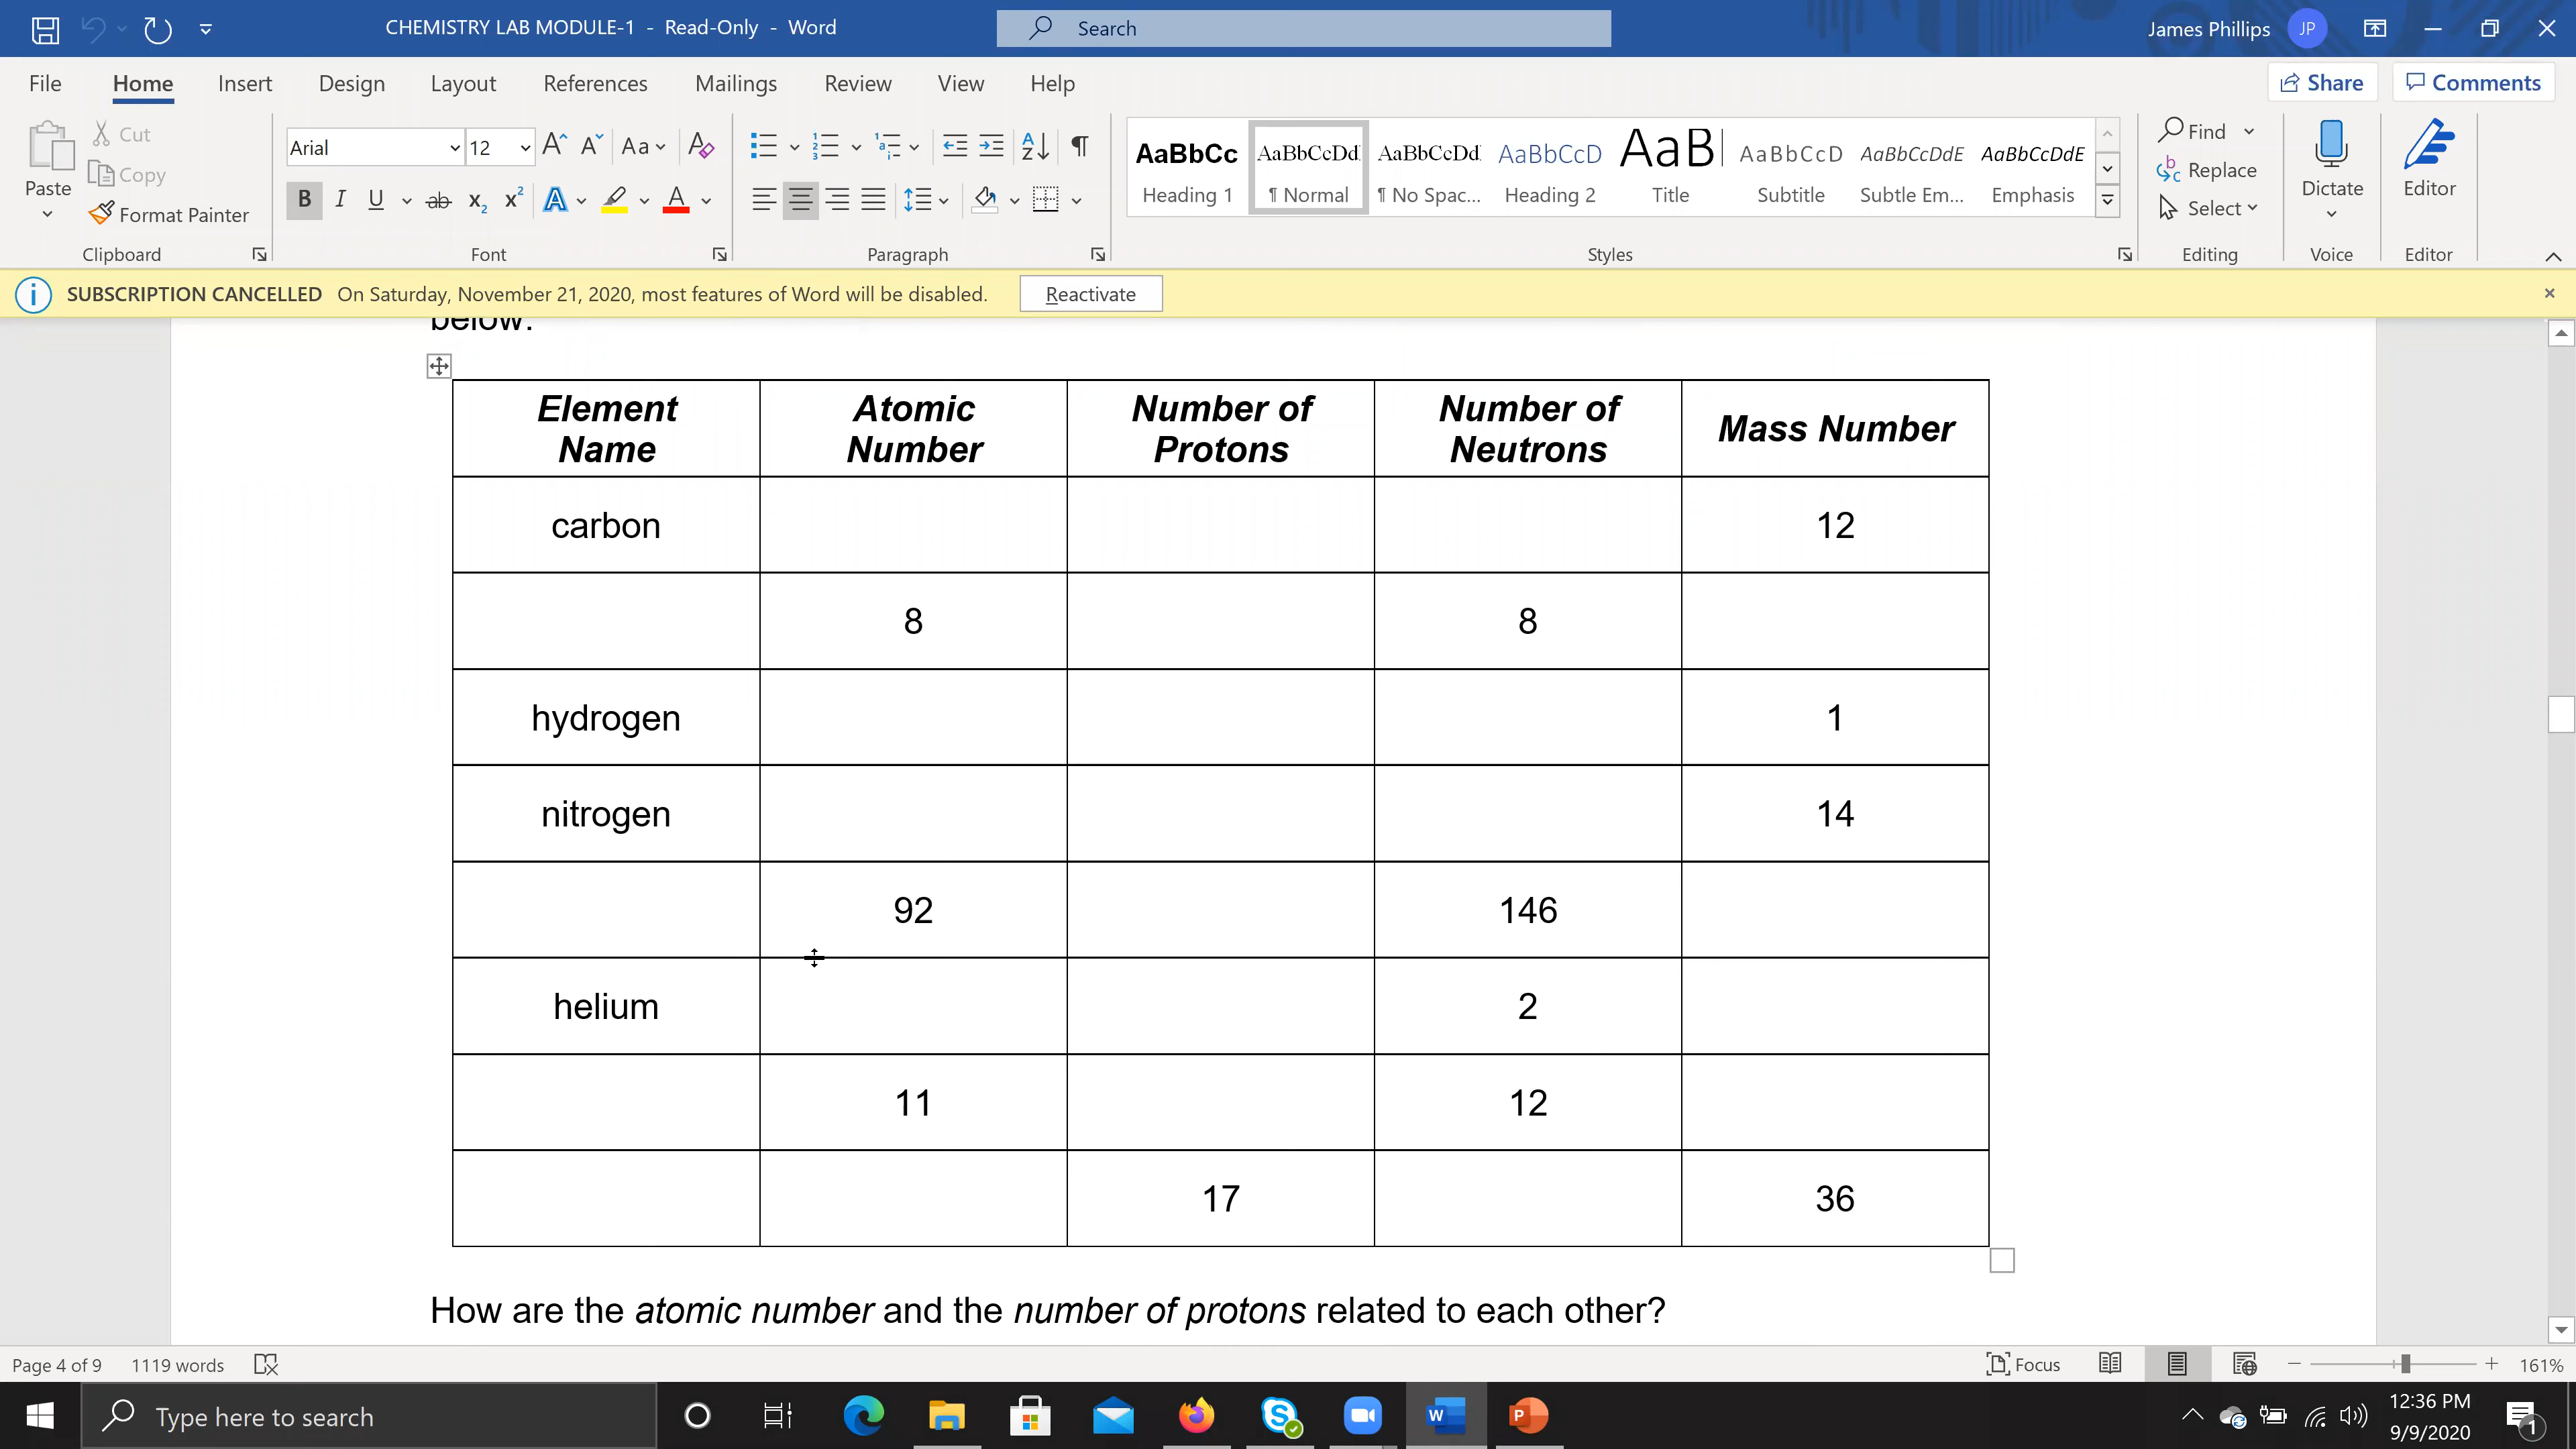 CHEMISTRY LAB MODULE-1 - Read-Only - Word
Search
James Phillips JP
File Home Insert Design Layout References Mailings Review View Help
Share Comments
Paste
Cut
Copy
Format Painter
Clipboard
Arial 12
Font
Paragraph
AaBbCc AaBbCcDd AaBbCcDd AaBbCcD AaB AaBbCcD AaBbCcDdE AaBbCcDdE
Heading 1 ¶ Normal ¶ No Spac... Heading 2 Title Subtitle Subtle Em... Emphasis
Styles
Find
Replace
Select
Editing
Dictate
Voice
Editor
Editor
SUBSCRIPTION CANCELLED On Saturday, November 21, 2020, most features of Word will be disabled. Reactivate
below:
Element Name Atomic Number Number of Protons Number of Neutrons Mass Number
carbon 12
8 8
hydrogen 1
nitrogen 14
92 146
helium 2
11 12
17 36
How are the atomic number and the number of protons related to each other?
Page 4 of 9 1119 words Focus 161%
Type here to search
12:36 PM
9/9/2020
1